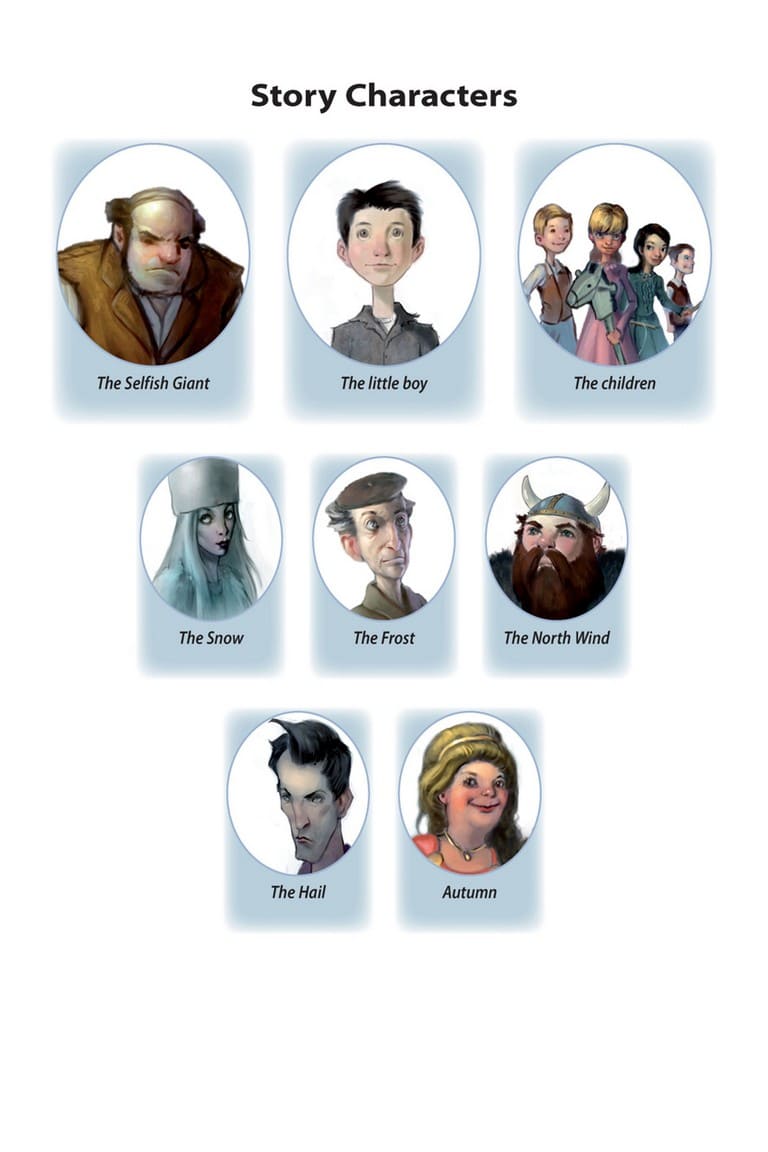 Story Characters
The Selfish Giant
The little boy
The children
The Snow
The Frost
The North Wind
The Hail
Autumn